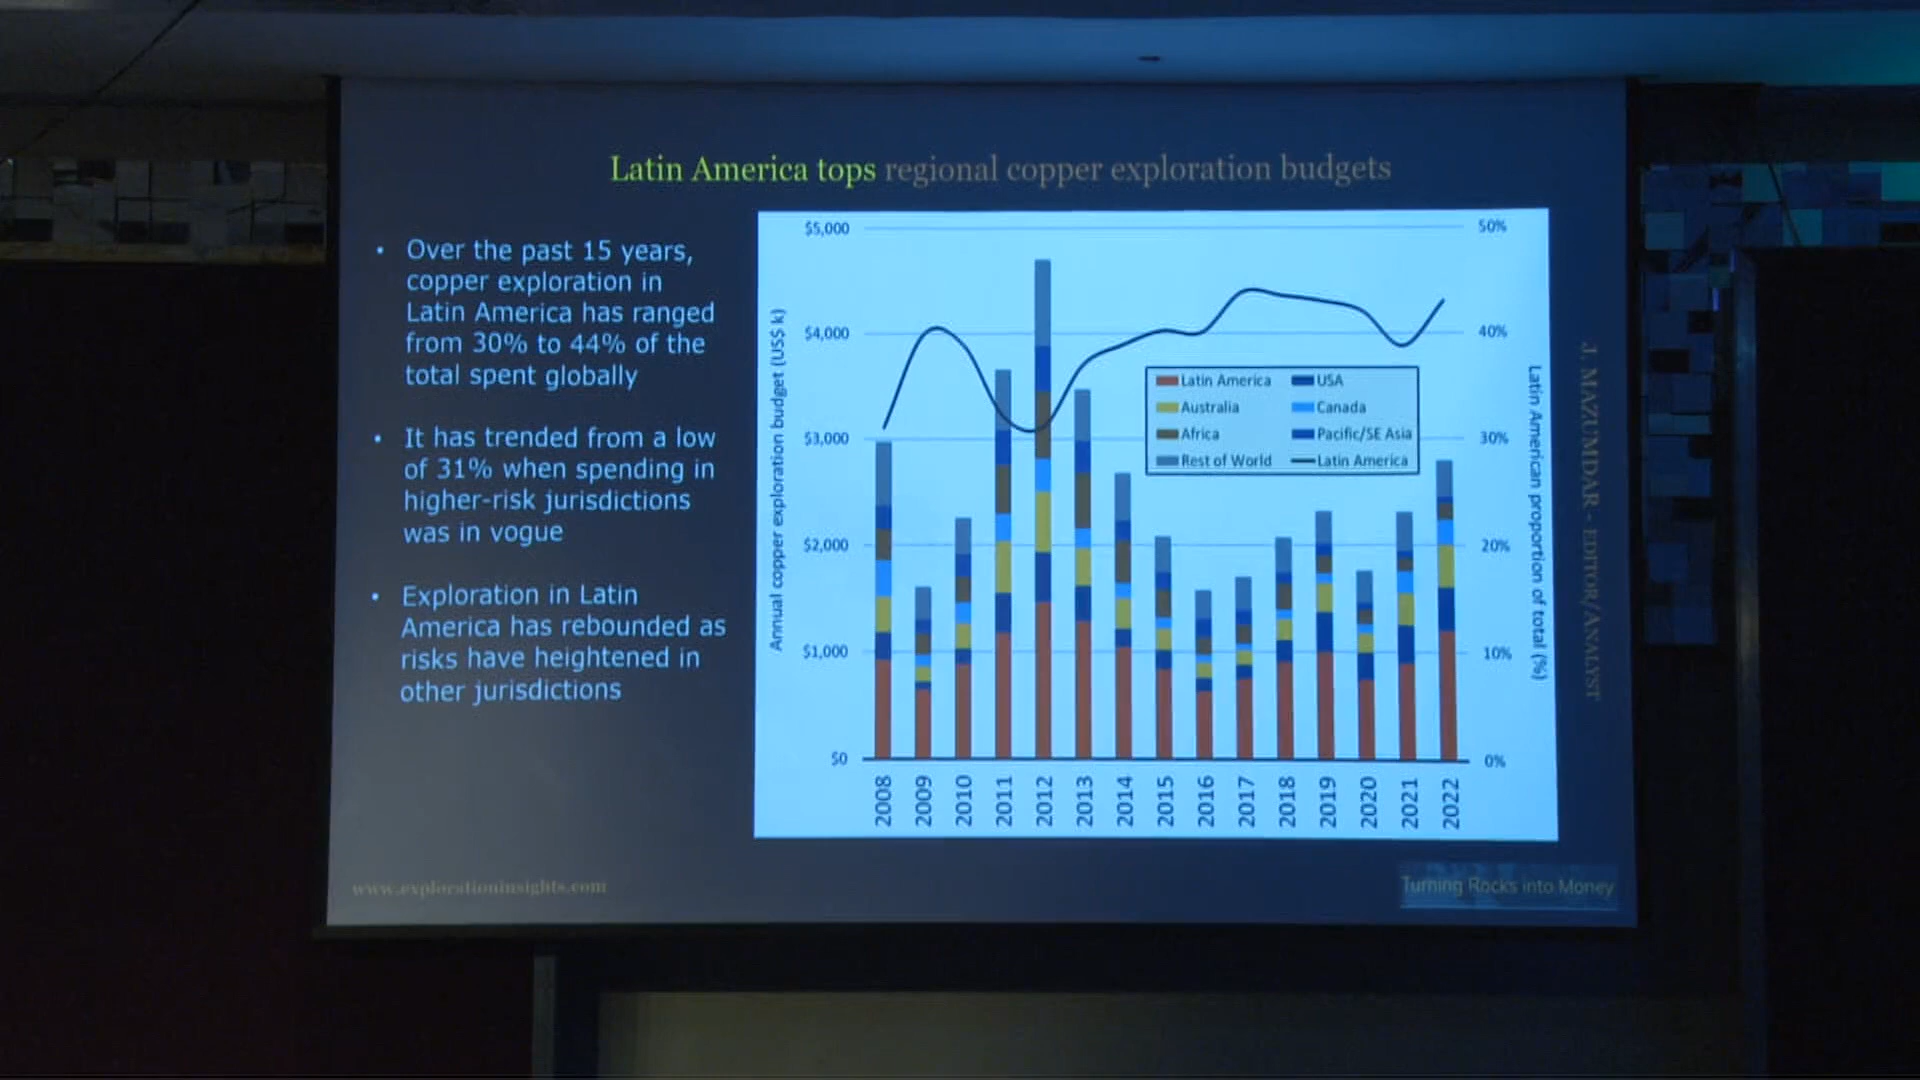 Latin America tops regional copper exploration budgets
• Over the past 15 years,
copper exploration in
Latin America has ranged
from 30% to 44% of the
total spent globally
• It has trended from a low
of 31% when spending in
higher-risk jurisdictions
was in vogue
• Exploration in Latin
America has rebounded as
risks have heightened in
other jurisdictions
Annual copper exploration budget (US$ k)
$5,000
$4,000
$3,000
$2,000
$1,000
$0
50%
40%
30%
20%
10%
0%
Latin American proportion of total (%)
Latin America USA
Australia Canada
Africa Pacific/SE Asia
Rest of World Latin America
2008 2009 2010 2011 2012 2013 2014 2015 2016 2017 2018 2019 2020 2021 2022
J. MAZUMDAR - EDITOR/ANALYST
www.explorationinsights.com
Turning Rocks into Money